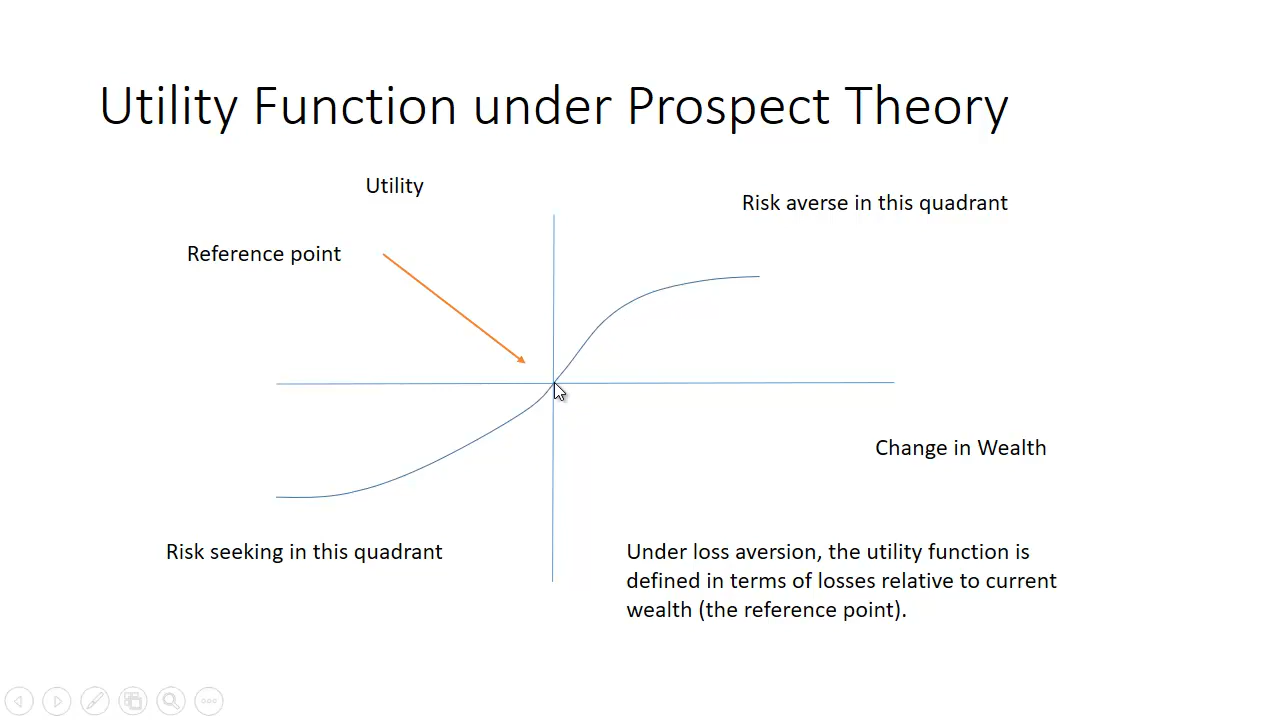 Utility Function under Prospect Theory
Utility
Risk averse in this quadrant
Reference point
Change in Wealth
Risk seeking in this quadrant
Under loss aversion, the utility function is
defined in terms of losses relative to current
wealth (the reference point).